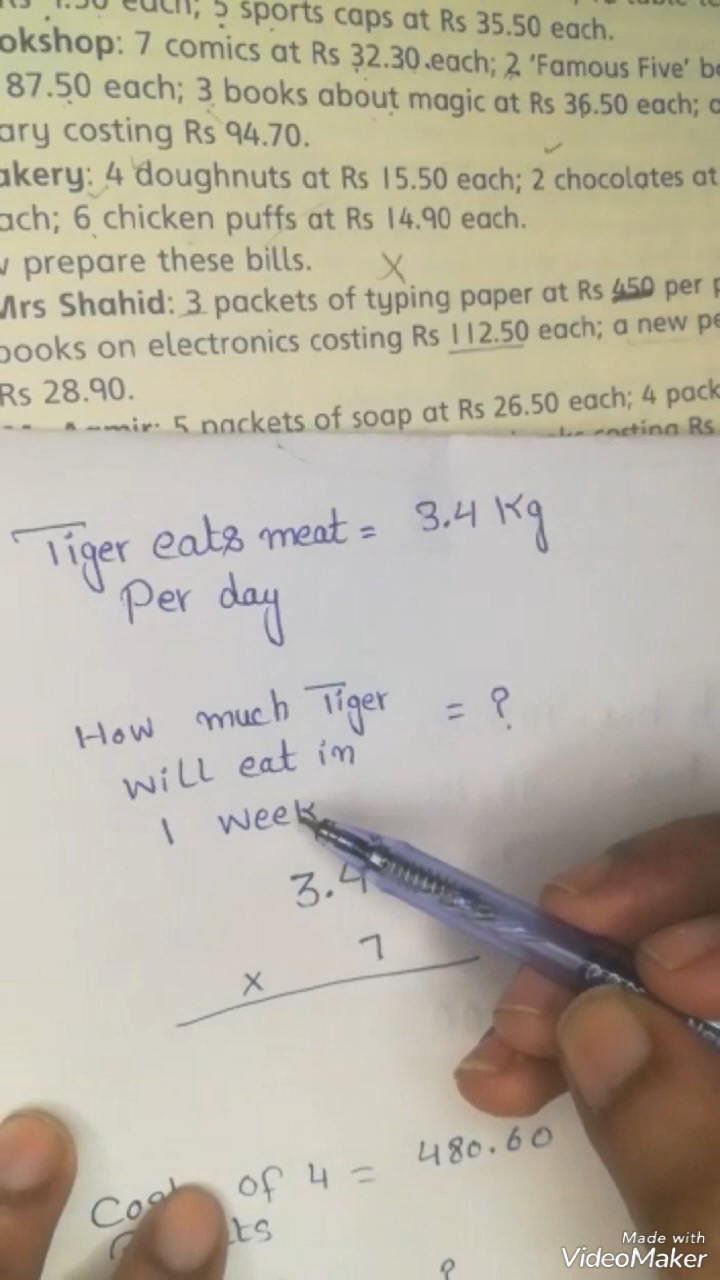 5 sports caps at Rs 35.50 each.
okshop: 7 comics at Rs 32.30 each; 2 'Famous Five' b
87.50 each; 3 books about magic at Rs 36.50 each; a
ary costing Rs 94.70.
akery: 4 doughnuts at Rs 15.50 each; 2 chocolates at
ach; 6 chicken puffs at Rs 14.90 each.
w prepare these bills.
X
Mrs Shahid: 3 packets of typing paper at Rs 450 per p
books on electronics costing Rs 112.50 each; a new pe
Rs 28.90.
5 packets of soap at Rs 26.50 each; 4 pack
costing Rs
Tiger eats meat = 3.4 Kg
Per day
How much Tiger = ?
will eat in
1 week
3.4
7
x
of 4 = 480.60
ts
?
Made with
VideoMaker